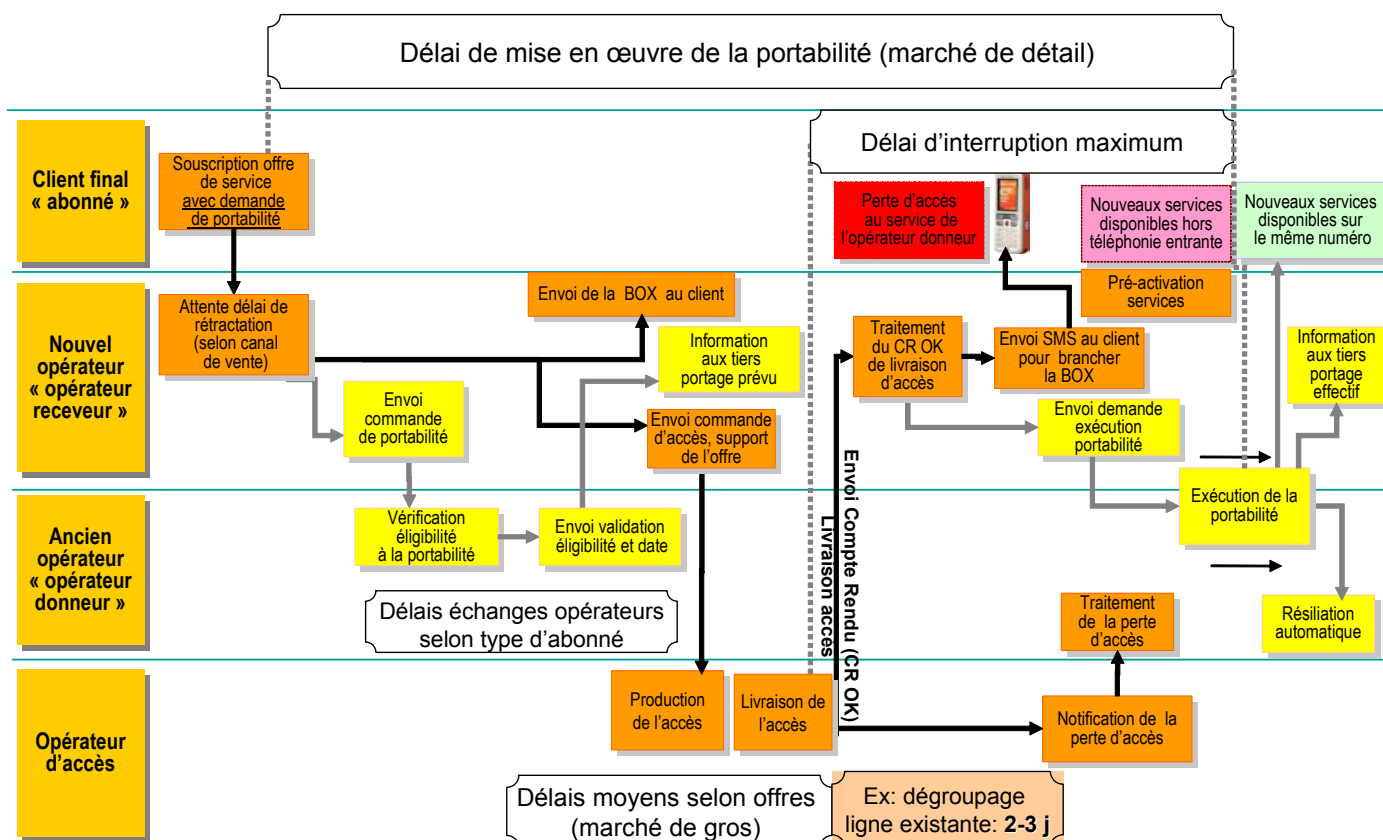 Délai de mise en œuvre de la portabilité (marché de détail)
Délai d’interruption maximum
Client final
« abonné »
Souscription offre
de service
avec demande
de portabilité
Perte d’accès
au service de
l’opérateur donneur
Nouveaux services
disponibles hors
téléphonie entrante
Nouveaux services
disponibles sur
le même numéro
Nouvel
opérateur
« opérateur
receveur »
Attente délai de
rétractation
(selon canal
de vente)
Envoi de la BOX au client
Information
aux tiers
portage prévu
Envoi
commande
de portabilité
Envoi commande
d’accès, support
de l’offre
Traitement
du CR OK
de livraison
d’accès
Envoi SMS au client
pour brancher
la BOX
Pré-activation
services
Envoi demande
exécution
portabilité
Information
aux tiers
portage
effectif
Ancien
opérateur
« opérateur
donneur »
Vérification
éligibilité
à la portabilité
Envoi validation
éligibilité et date
Exécution de la
portabilité
Délais échanges opérateurs
selon type d’abonné
Envoi Compte Rendu (CR OK)
Livraison accès
Traitement
de la perte
d’accès
Résiliation
automatique
Opérateur
d’accès
Production
de l’accès
Livraison de
l’accès
Notification de la
perte d’accès
Délais moyens selon offres
(marché de gros)
Ex: dégroupage
ligne existante: 2-3 j